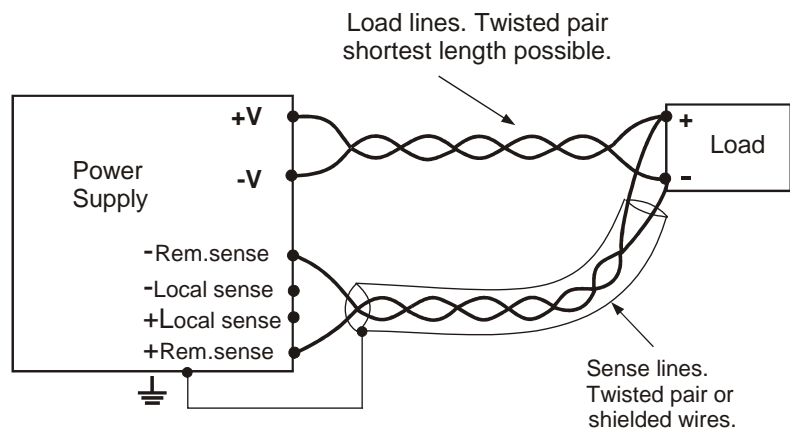 Load lines. Twisted pair
shortest length possible.
+V
-V
Power
Supply
+
-
Load
-Rem.sense
-Local sense
+Local sense
+Rem.sense
Sense lines.
Twisted pair or
shielded wires.